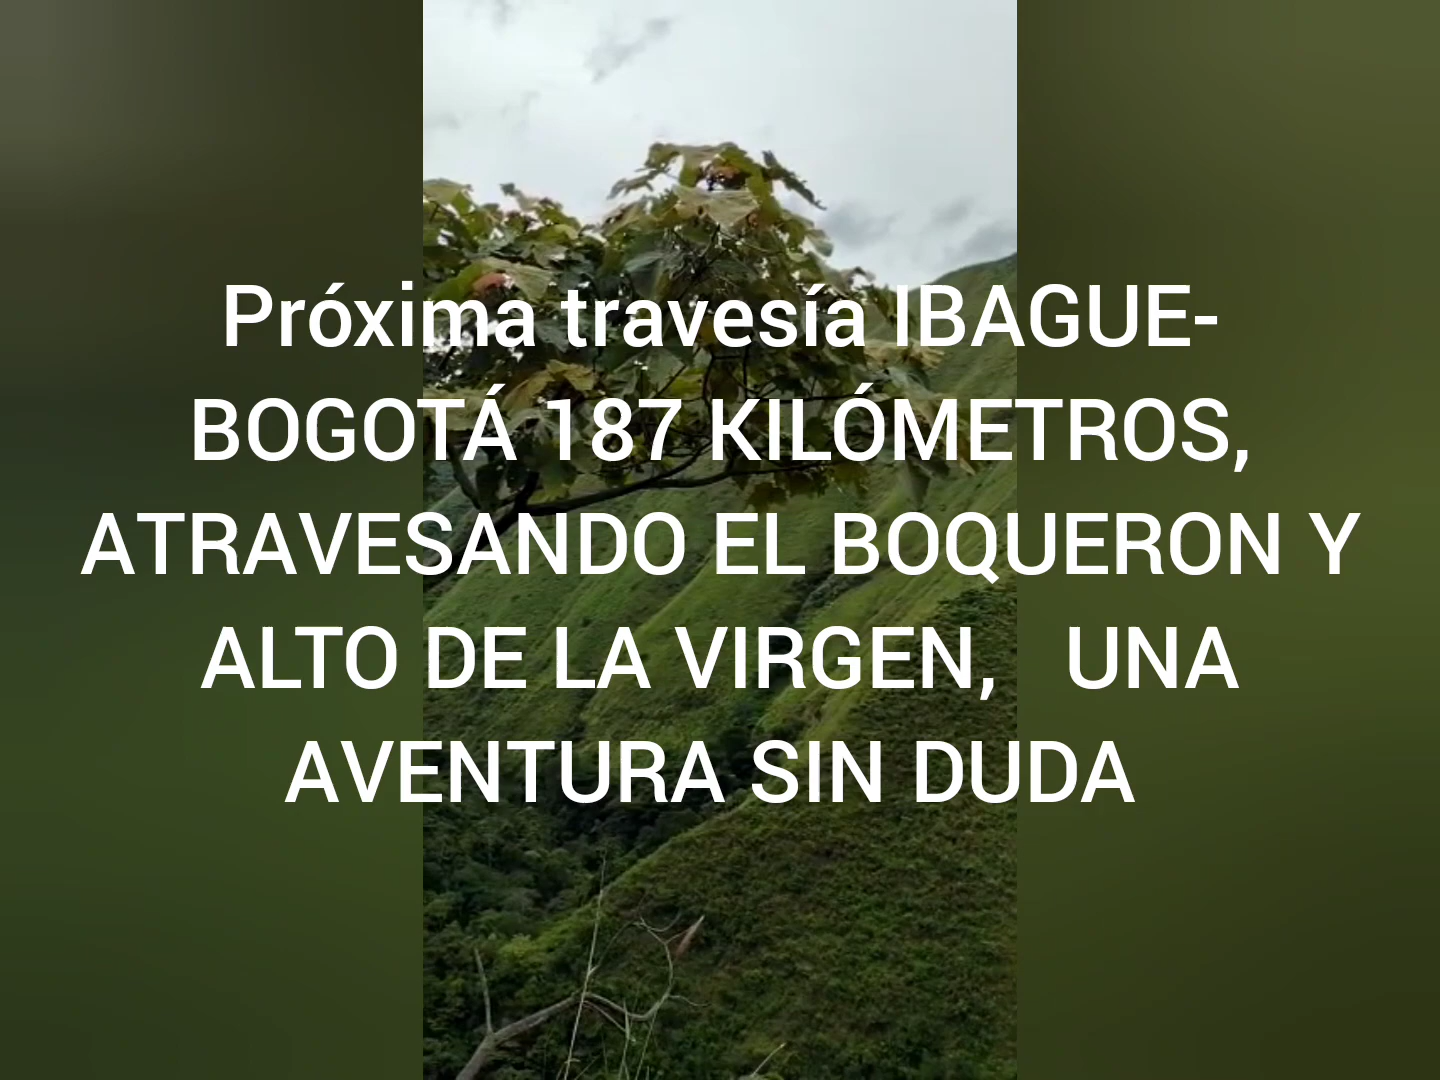 Próxima travesía IBAGUE-
BOGOTÁ 187 KILÓMETROS,
ATRAVESANDO EL BOQUERON Y
ALTO DE LA VIRGEN,   UNA
AVENTURA SIN DUDA